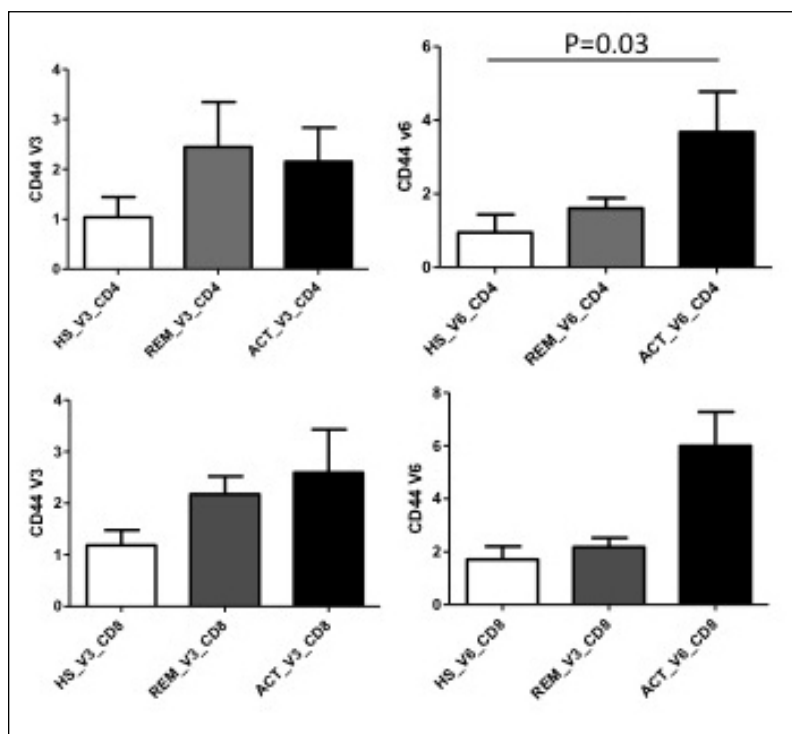 CD44 V3
4
3
2
1
0
HS_V3_CD4
REM_V3_CD4
ACT_V3_CD4
P=0.03
CD44 v6
6
4
2
0
HS_V6_CD4
REM_V6_CD4
ACT_V6_CD4
CD44 V3
4
3
2
1
0
HS_V3_CD8
REM_V3_CD8
ACT_V3_CD8
CD44 V6
8
6
4
2
0
HS_V6_CD8
REM_V3_CD8
ACT_V6_CD8